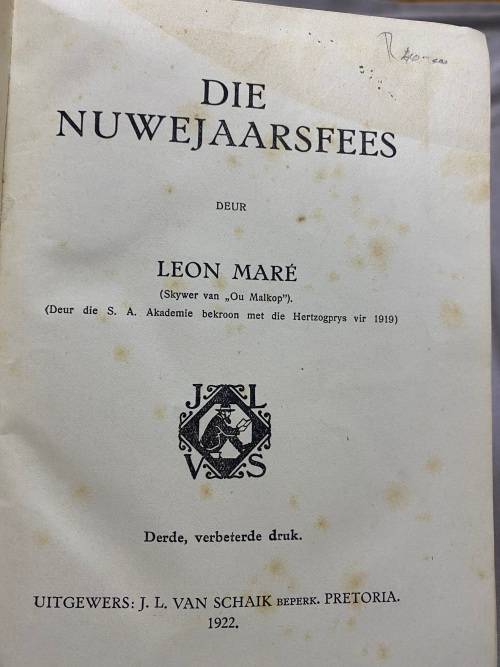 DIE
NUWEJAARSFEES
DEUR
LEON MARÉ
(Skywer van „Ou Malkop").
(Deur die S. A. Akademie bekroon met die Hertzogprys vir 1919)
J L
V S
Derde, verbeterde druk.
UITGEWERS: J. L. VAN SCHAIK BEPERK. PRETORIA.
1922.